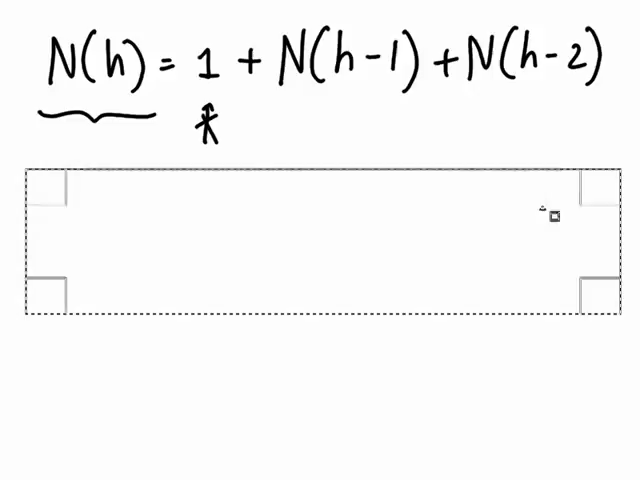 N(h) = 1 + N(h-1) + N(h-2)